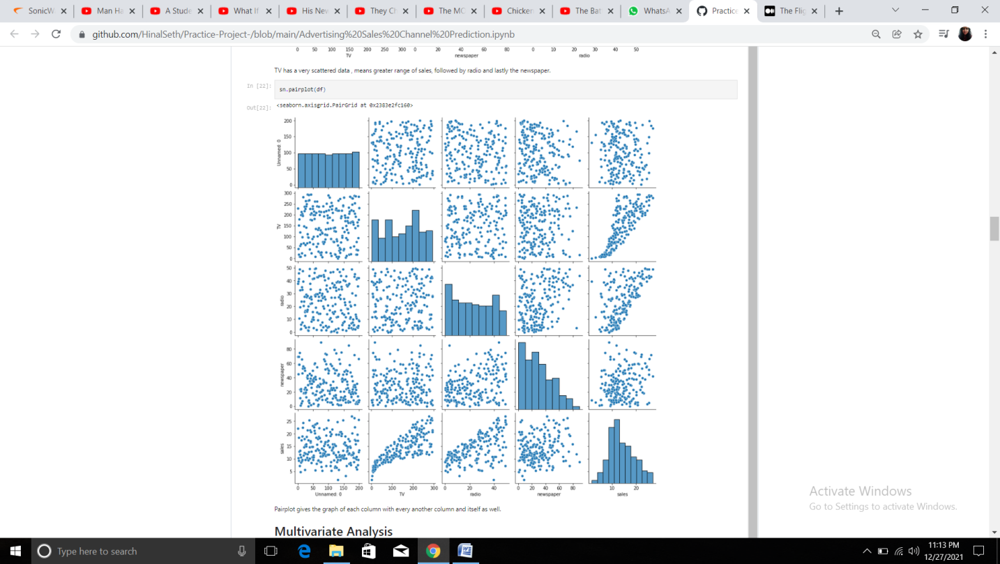 SonicW
Man Ha
A Stude
What If
His Nev
They Ch
The MC
Chicken
The Bat
WhatsA
Practice
The Flig
github.com/HinalSeth/Practice-Project-/blob/main/Advertising%20Sales%20Channel%20Prediction.ipynb
0 50 100 150 200 250 300 0 20 40 60 80 0 10 20 30 40 50
TV newspaper radio
TV has a very scattered data , means greater range of sales, followed by radio and lastly the newspaper.
In [22]: sn.pairplot(df)
Out[22]: <seaborn.axisgrid.PairGrid at 0x2383e2fc160>
200
150
100
50
0
Unnamed: 0
300
250
200
150
100
50
0
TV
50
40
30
20
10
0
radio
80
60
40
20
0
newspaper
25
20
15
10
5
sales
0 50 100 150 200 0 100 200 300 0 20 40 0 20 40 60 80 10 20
Unnamed: 0 TV radio newspaper sales
Pairplot gives the graph of each column with every another column and itself as well.
Multivariate Analysis
Activate Windows
Go to Settings to activate Windows.
Type here to search
11:13 PM
12/27/2021